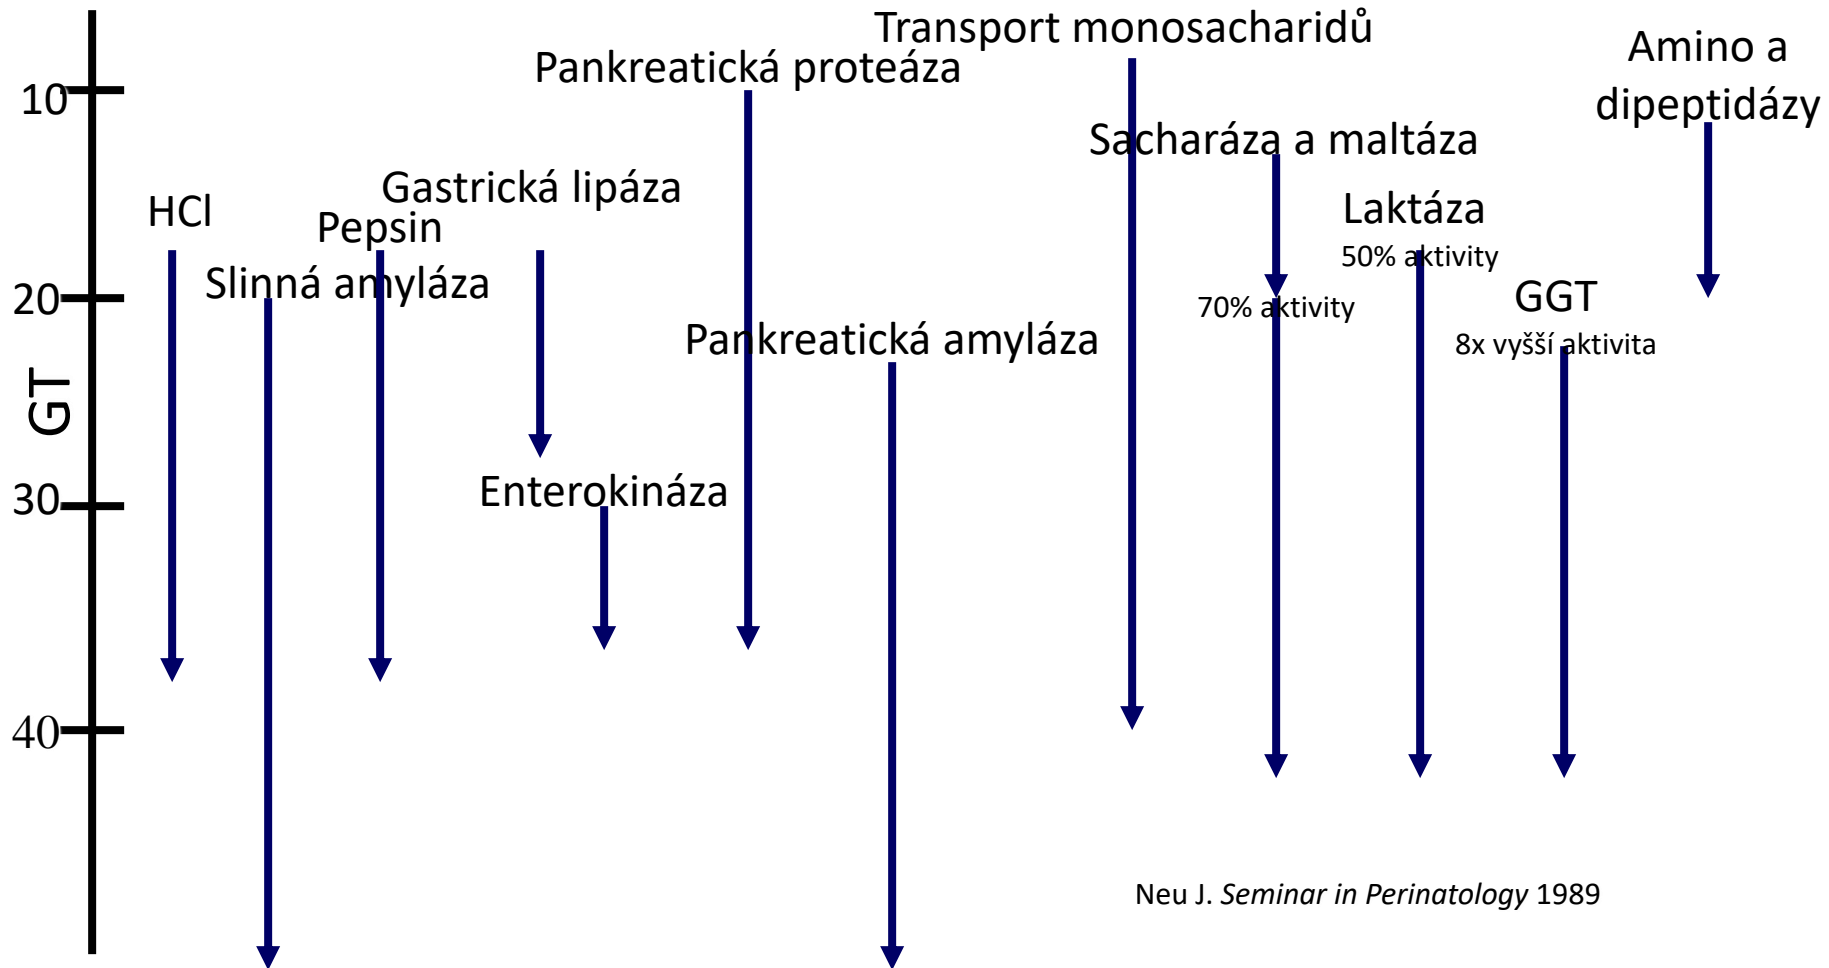 Transport monosacharidů
Pankreatická proteáza
Amino a
dipeptidázy
10
Sacharáza a maltáza
Gastrická lipáza
HCl
Pepsin
Laktáza
50% aktivity
Slinná amyláza
20
70% aktivity
GGT
8x vyšší aktivita
Pankreatická amyláza
GT
Enterokináza
30
40
Neu J. Seminar in Perinatology 1989